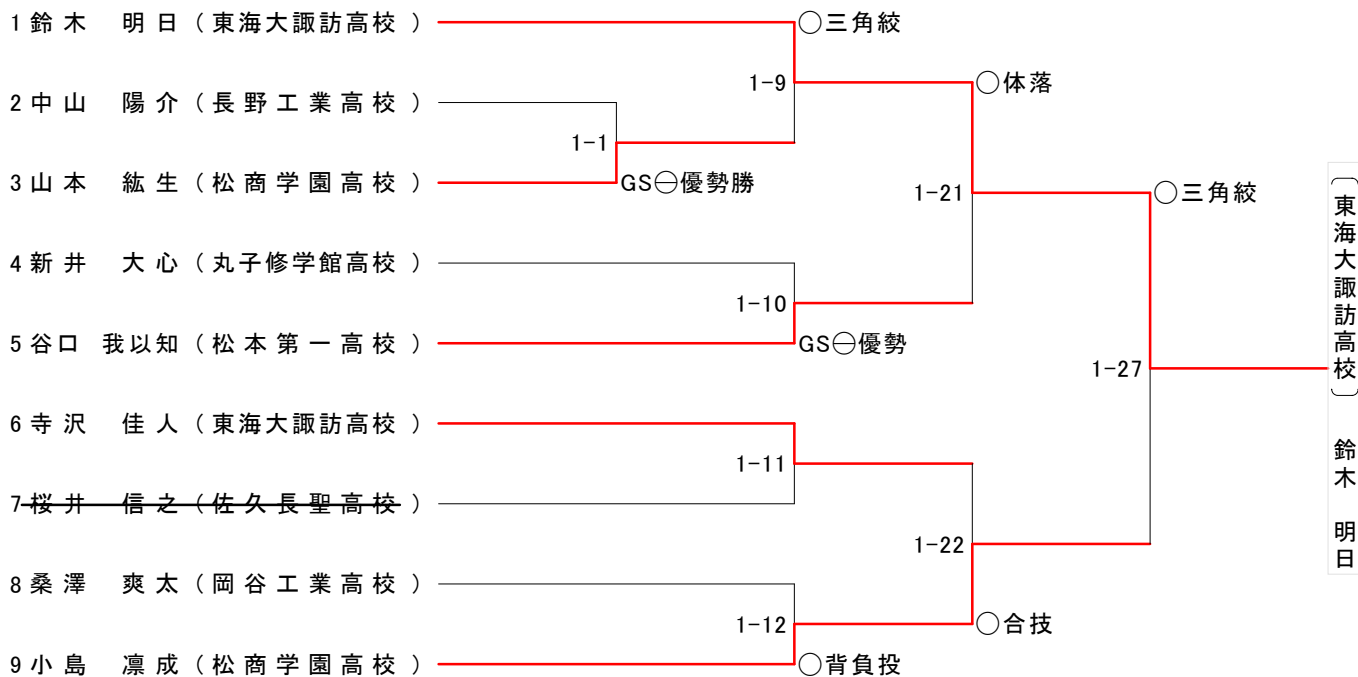 1 鈴木 明日（東海大諏訪高校）
○三角絞
1-9
○体落
2 中山 陽介（長野工業高校）
1-1
3 山本 紘生（松商学園高校）
GS⊖優勢勝
1-21
○三角絞
4 新井 大心（丸子修学館高校）
1-10
5 谷口 我以知（松本第一高校）
GS⊖優勢
1-27
〔東海大諏訪高校〕 鈴木 明日
6 寺沢 佳人（東海大諏訪高校）
1-11
7 桜井 信之（佐久長聖高校）
1-22
8 桑澤 爽太（岡谷工業高校）
1-12
○合技
9 小島 凛成（松商学園高校）
○背負投